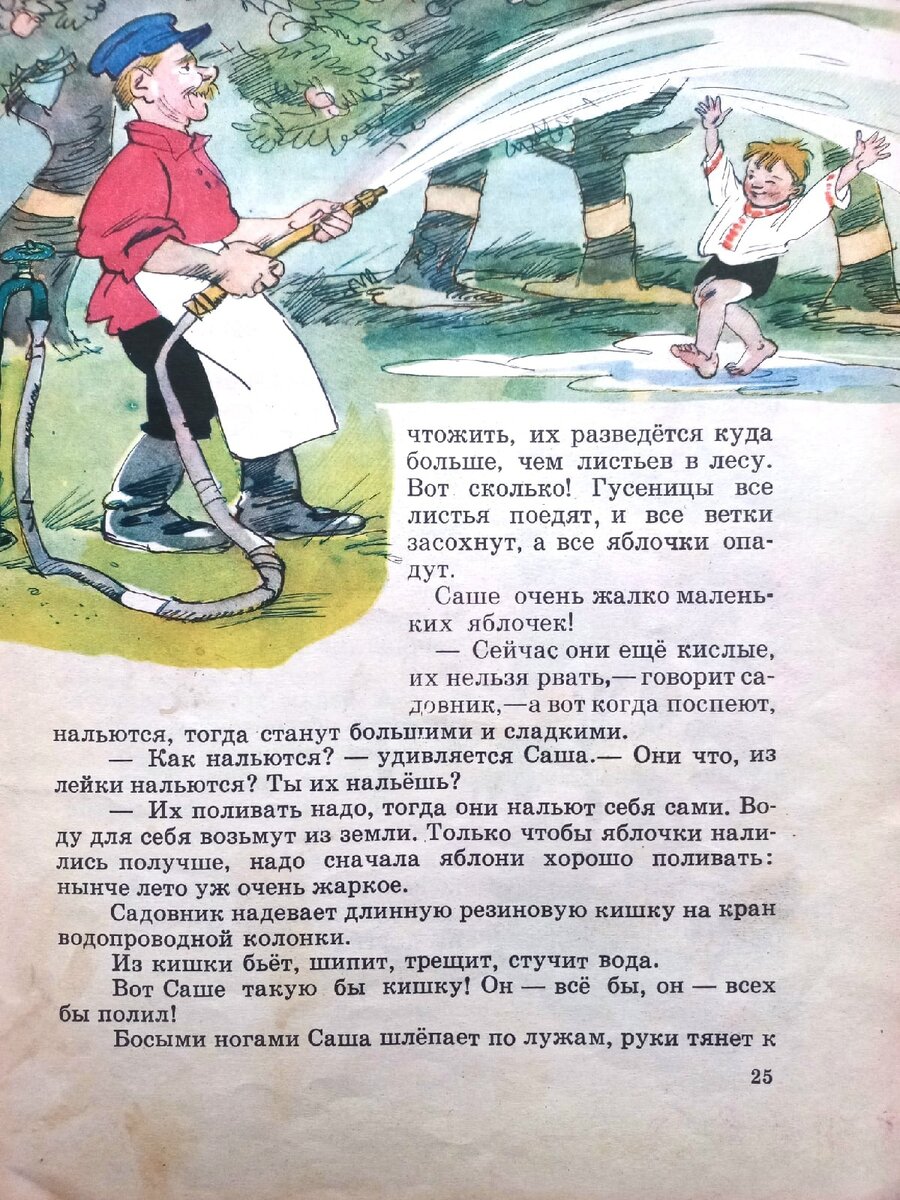 чтожить, их разведётся куда
больше, чем листьев в лесу.
Вот сколько! Гусеницы все
листья поедят, и все ветки
засохнут, а все яблочки опа-
дут.
Саше очень жалко малень-
ких яблочек!
— Сейчас они ещё кислые,
их нельзя рвать,— говорит са-
довник,—а вот когда поспеют,
нальются, тогда станут большими и сладкими.
— Как нальются? — удивляется Саша.— Они что, из
лейки нальются? Ты их нальёшь?
— Их поливать надо, тогда они нальют себя сами. Во-
ду для себя возьмут из земли. Только чтобы яблочки нали-
лись получше, надо сначала яблони хорошо поливать:
нынче лето уж очень жаркое.
Садовник надевает длинную резиновую кишку на кран
водопроводной колонки.
Из кишки бьёт, шипит, трещит, стучит вода.
Вот Саше такую бы кишку! Он — всё бы, он — всех
бы полил!
Босыми ногами Саша шлёпает по лужам, руки тянет к
25